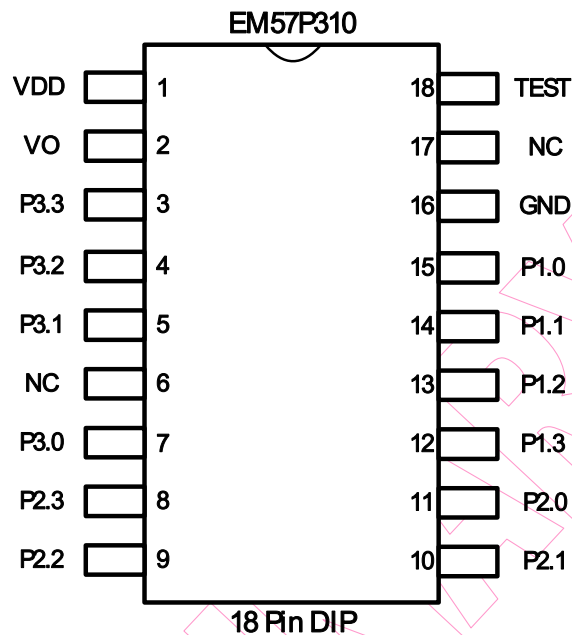 EM57P310
VDD 1 18 TEST
VO 2 17 NC
P3.3 3 16 GND
P3.2 4 15 P1.0
P3.1 5 14 P1.1
NC 6 13 P1.2
P3.0 7 12 P1.3
P2.3 8 11 P2.0
P2.2 9 10 P2.1
18 Pin DIP